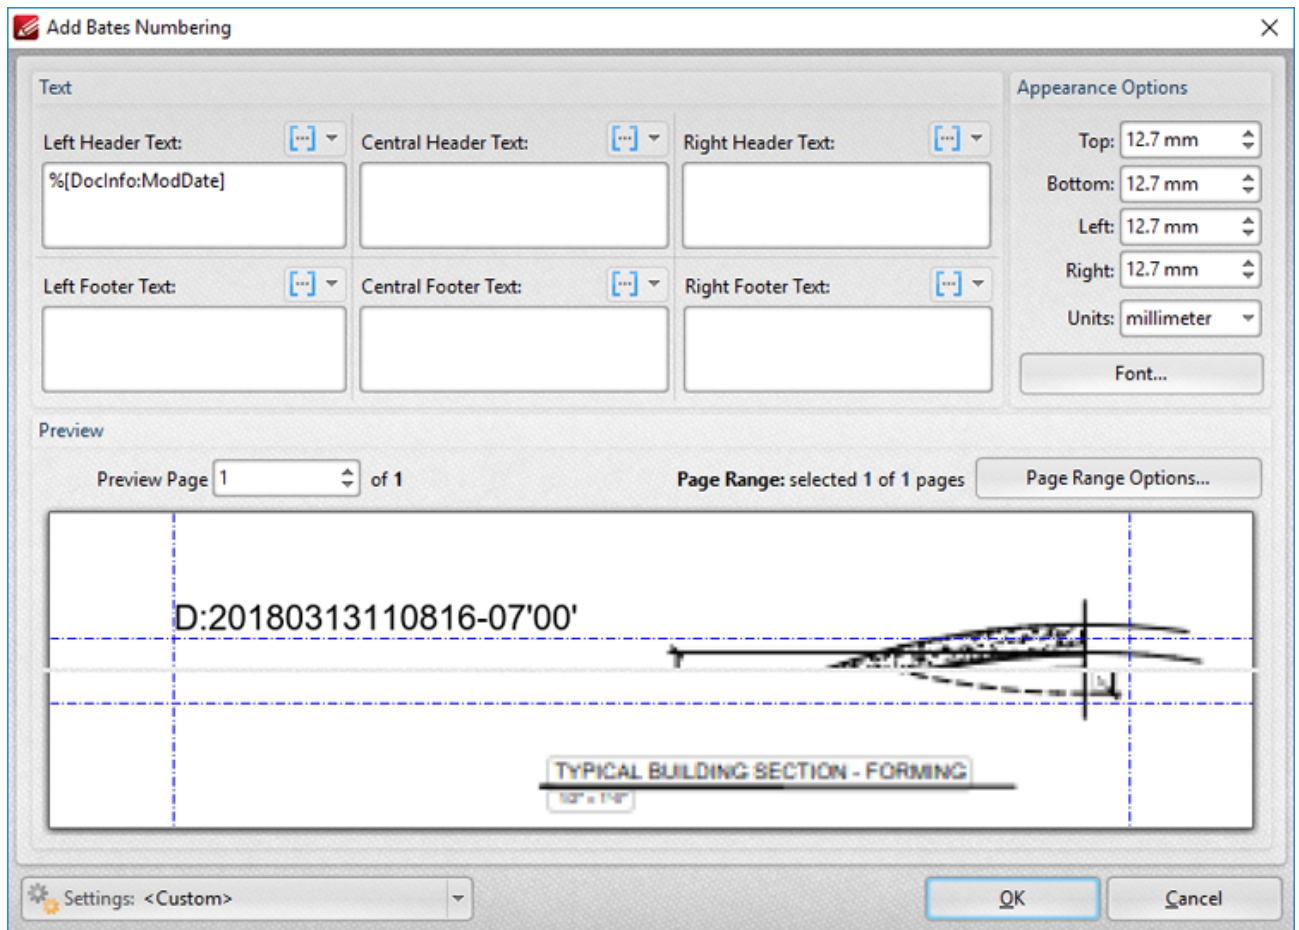 Add Bates Numbering
Text
Appearance Options
Left Header Text:
Central Header Text:
Right Header Text:
%[DocInfo:ModDate]
Top: 12.7 mm
Bottom: 12.7 mm
Left: 12.7 mm
Right: 12.7 mm
Units: millimeter
Font...
Left Footer Text:
Central Footer Text:
Right Footer Text:
Preview
Preview Page 1 of 1
Page Range: selected 1 of 1 pages
Page Range Options...
D:20180313110816-07'00'
TYPICAL BUILDING SECTION - FORMING
Settings: <Custom>
OK
Cancel